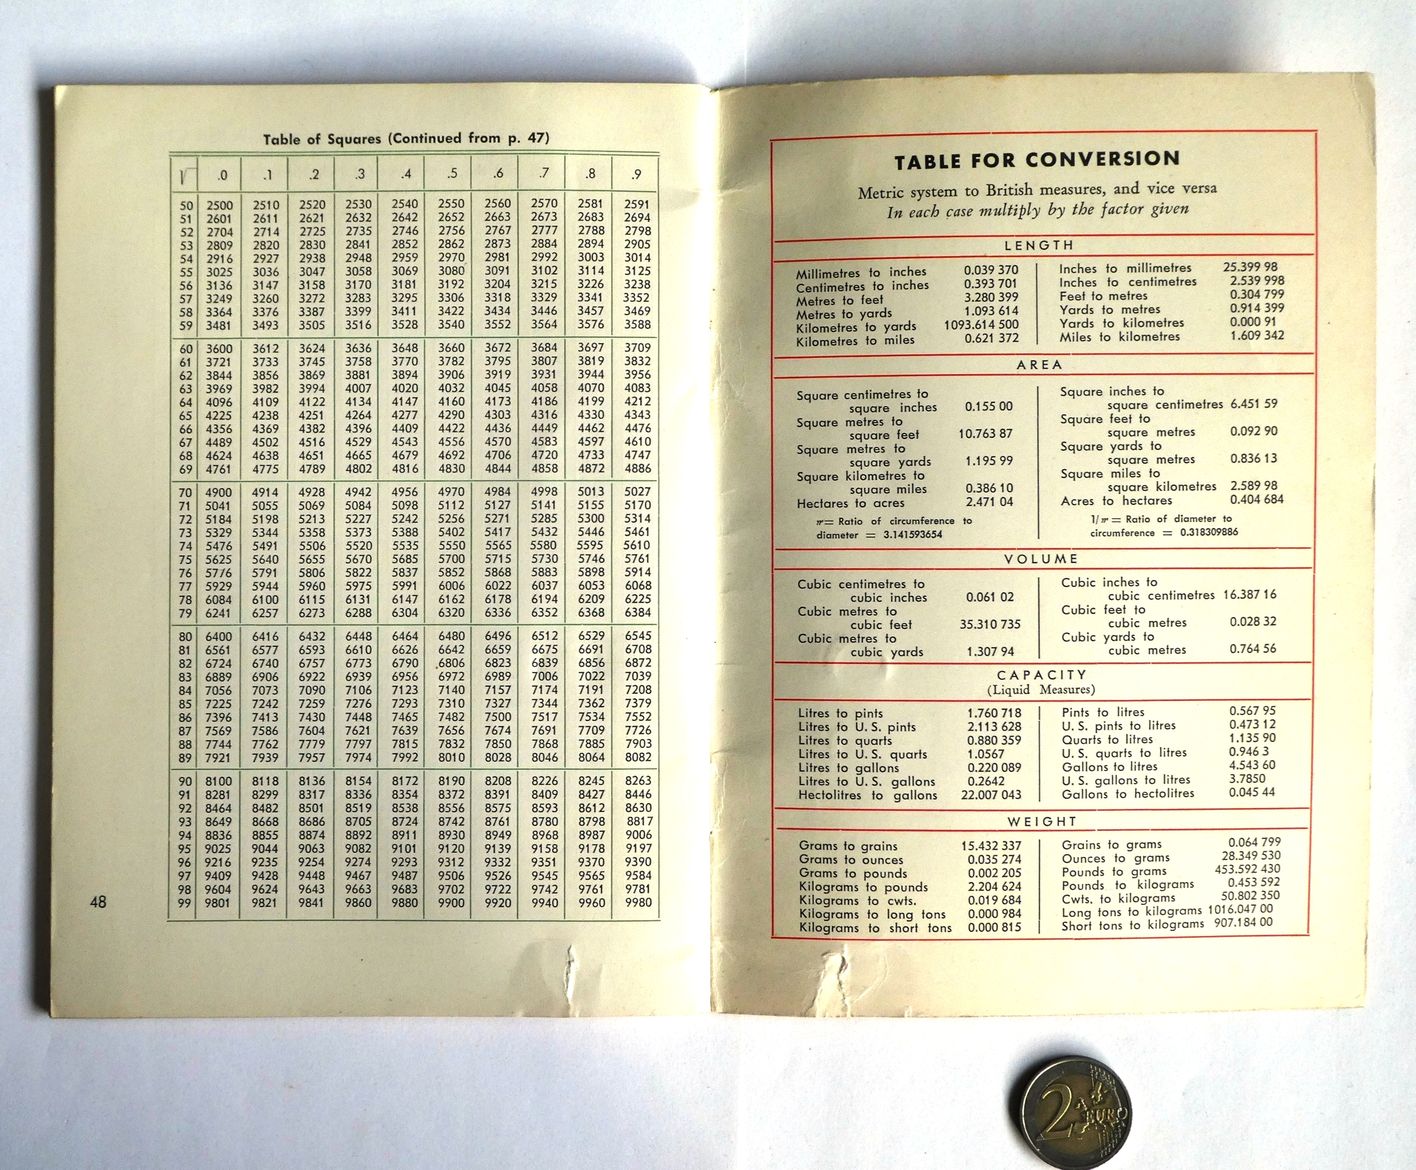 Table of Squares (Continued from p. 47)
√ .0 .1 .2 .3 .4 .5 .6 .7 .8 .9
50 2500 2510 2520 2530 2540 2550 2560 2570 2581 2591
51 2601 2611 2621 2632 2642 2652 2663 2673 2683 2694
52 2704 2714 2725 2735 2746 2756 2767 2777 2788 2798
53 2809 2820 2830 2841 2852 2862 2873 2884 2894 2905
54 2916 2927 2938 2948 2959 2970 2981 2992 3003 3014
55 3025 3036 3047 3058 3069 3080 3091 3102 3114 3125
56 3136 3147 3158 3170 3181 3192 3204 3215 3226 3238
57 3249 3260 3272 3283 3295 3306 3318 3329 3341 3352
58 3364 3376 3387 3399 3411 3422 3434 3446 3457 3469
59 3481 3493 3505 3516 3528 3540 3552 3564 3576 3588
60 3600 3612 3624 3636 3648 3660 3672 3684 3697 3709
61 3721 3733 3745 3758 3770 3782 3795 3807 3819 3832
62 3844 3856 3869 3881 3894 3906 3919 3931 3944 3956
63 3969 3982 3994 4007 4020 4032 4045 4058 4070 4083
64 4096 4109 4122 4134 4147 4160 4173 4186 4199 4212
65 4225 4238 4251 4264 4277 4290 4303 4316 4330 4343
66 4356 4369 4382 4396 4409 4422 4436 4449 4462 4476
67 4489 4502 4516 4529 4543 4556 4570 4583 4597 4610
68 4624 4638 4651 4665 4679 4692 4706 4720 4733 4747
69 4761 4775 4789 4802 4816 4830 4844 4858 4872 4886
70 4900 4914 4928 4942 4956 4970 4984 4998 5013 5027
71 5041 5055 5069 5084 5098 5112 5127 5141 5155 5170
72 5184 5198 5213 5227 5242 5256 5271 5285 5300 5314
73 5329 5344 5358 5373 5388 5402 5417 5432 5446 5461
74 5476 5491 5506 5520 5535 5550 5565 5580 5595 5610
75 5625 5640 5655 5670 5685 5700 5715 5730 5746 5761
76 5776 5791 5806 5822 5837 5852 5868 5883 5898 5914
77 5929 5944 5960 5975 5991 6006 6022 6037 6053 6068
78 6084 6100 6115 6131 6147 6162 6178 6194 6209 6225
79 6241 6257 6273 6288 6304 6320 6336 6352 6368 6384
80 6400 6416 6432 6448 6464 6480 6496 6512 6529 6545
81 6561 6577 6593 6610 6626 6642 6659 6675 6691 6708
82 6724 6740 6757 6773 6790 6806 6823 6839 6856 6872
83 6889 6906 6922 6939 6956 6972 6989 7006 7022 7039
84 7056 7073 7090 7106 7123 7140 7157 7174 7191 7208
85 7225 7242 7259 7276 7293 7310 7327 7344 7362 7379
86 7396 7413 7430 7448 7465 7482 7500 7517 7534 7552
87 7569 7586 7604 7621 7639 7656 7674 7691 7709 7726
88 7744 7762 7779 7797 7815 7832 7850 7868 7885 7903
89 7921 7939 7957 7974 7992 8010 8028 8046 8064 8082
90 8100 8118 8136 8154 8172 8190 8208 8226 8245 8263
91 8281 8299 8317 8336 8354 8372 8391 8409 8427 8446
92 8464 8482 8501 8519 8538 8556 8575 8593 8612 8630
93 8649 8668 8686 8705 8724 8742 8761 8780 8798 8817
94 8836 8855 8874 8892 8911 8930 8949 8968 8987 9006
95 9025 9044 9063 9082 9101 9120 9139 9158 9178 9197
96 9216 9235 9254 9274 9293 9312 9332 9351 9370 9390
97 9409 9428 9448 9467 9487 9506 9526 9545 9565 9584
98 9604 9624 9643 9663 9683 9702 9722 9742 9761 9781
99 9801 9821 9841 9860 9880 9900 9920 9940 9960 9980
48
TABLE FOR CONVERSION
Metric system to British measures, and vice versa
In each case multiply by the factor given
LENGTH
Millimetres to inches 0.039 370
Centimetres to inches 0.393 701
Metres to feet 3.280 399
Metres to yards 1.093 614
Kilometres to yards 1093.614 500
Kilometres to miles 0.621 372
Inches to millimetres 25.399 98
Inches to centimetres 2.539 998
Feet to metres 0.304 799
Yards to metres 0.914 399
Yards to kilometres 0.000 91
Miles to kilometres 1.609 342
AREA
Square centimetres to
square inches 0.155 00
Square metres to
square feet 10.763 87
Square metres to
square yards 1.195 99
Square kilometres to
square miles 0.386 10
Hectares to acres 2.471 04
π = Ratio of circumference to
diameter = 3.141593654
Square inches to
square centimetres 6.451 59
Square feet to
square metres 0.092 90
Square yards to
square metres 0.836 13
Square miles to
square kilometres 2.589 98
Acres to hectares 0.404 684
1/π = Ratio of diameter to
circumference = 0.318309886
VOLUME
Cubic centimetres to
cubic inches 0.061 02
Cubic metres to
cubic feet 35.310 735
Cubic metres to
cubic yards 1.307 94
Cubic inches to
cubic centimetres 16.387 16
Cubic feet to
cubic metres 0.028 32
Cubic yards to
cubic metres 0.764 56
CAPACITY
(Liquid Measures)
Litres to pints 1.760 718
Litres to U. S. pints 2.113 628
Litres to quarts 0.880 359
Litres to U. S. quarts 1.0567
Litres to gallons 0.220 089
Litres to U. S. gallons 0.2642
Hectolitres to gallons 22.007 043
Pints to litres 0.567 95
U. S. pints to litres 0.473 12
Quarts to litres 1.135 90
U. S. quarts to litres 0.946 3
Gallons to litres 4.543 60
U. S. gallons to litres 3.7850
Gallons to hectolitres 0.045 44
WEIGHT
Grams to grains 15.432 337
Grams to ounces 0.035 274
Grams to pounds 0.002 205
Kilograms to pounds 2.204 624
Kilograms to cwts. 0.019 684
Kilograms to long tons 0.000 984
Kilograms to short tons 0.000 815
Grains to grams 0.064 799
Ounces to grams 28.349 530
Pounds to grams 453.592 430
Pounds to kilograms 0.453 592
Cwts. to kilograms 50.802 350
Long tons to kilograms 1016.047 00
Short tons to kilograms 907.184 00
2 EURO